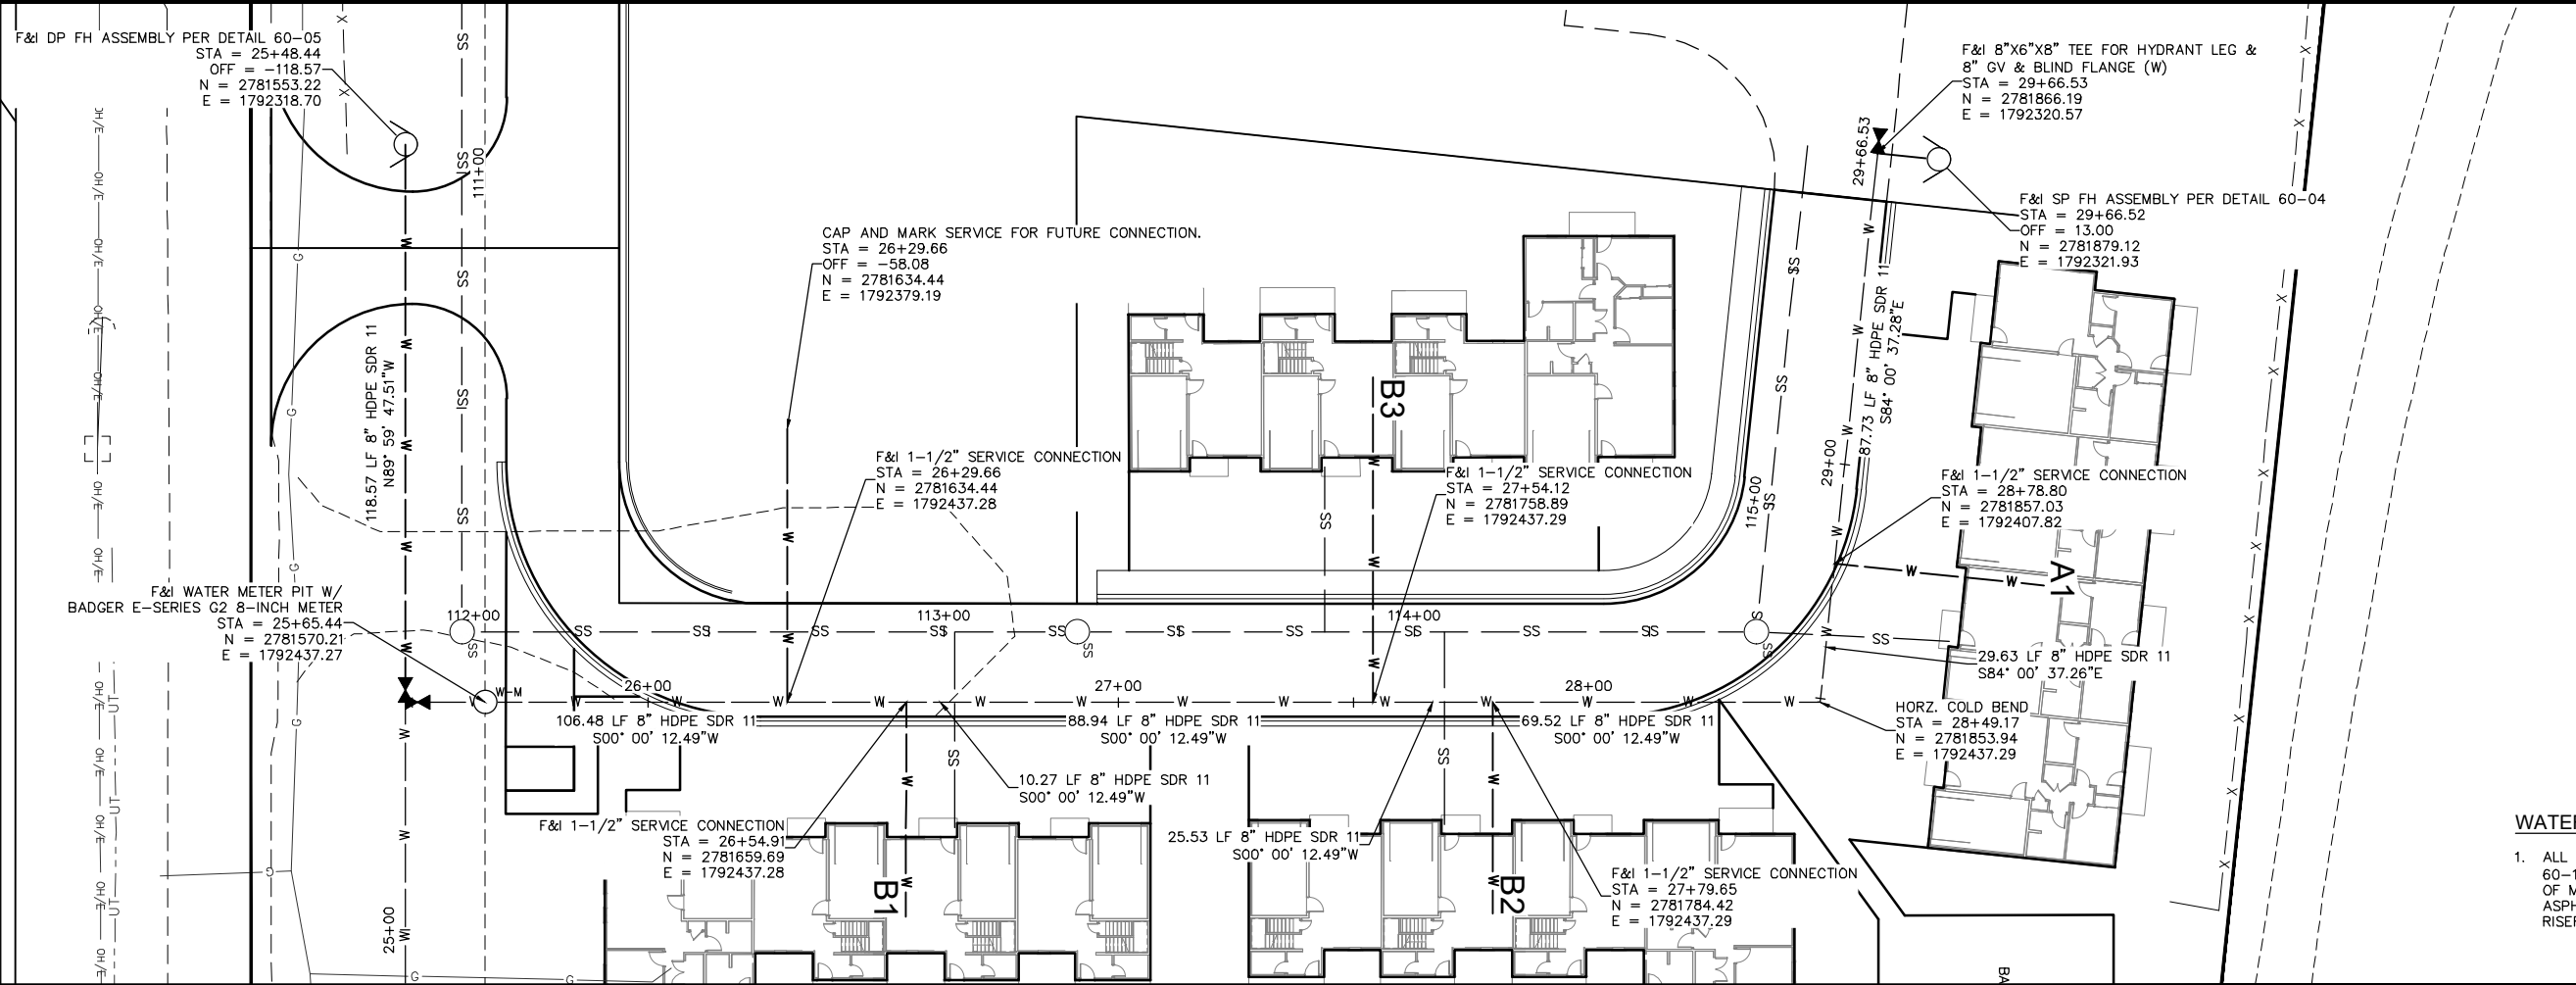 F&I DP FH ASSEMBLY PER DETAIL 60-05
STA = 25+48.44
OFF = -118.57
N = 2781553.22
E = 1792318.70
111+00
118.57 LF 8" HDPE SDR 11
N89° 59' 47.51"W
CAP AND MARK SERVICE FOR FUTURE CONNECTION.
STA = 26+29.66
OFF = -58.08
N = 2781634.44
E = 1792379.19
F&I 8"X6"X8" TEE FOR HYDRANT LEG &
8" GV & BLIND FLANGE (W)
STA = 29+66.53
N = 2781866.19
E = 1792320.57
29+66.53
F&I SP FH ASSEMBLY PER DETAIL 60-04
STA = 29+66.52
OFF = 13.00
N = 2781879.12
E = 1792321.93
87.73 LF 8" HDPE SDR 11
S84° 00' 37.28"E
29+00
115+00
B3
F&I 1-1/2" SERVICE CONNECTION
STA = 26+29.66
N = 2781634.44
E = 1792437.28
F&I 1-1/2" SERVICE CONNECTION
STA = 27+54.12
N = 2781758.89
E = 1792437.29
F&I 1-1/2" SERVICE CONNECTION
STA = 28+78.80
N = 2781857.03
E = 1792407.82
A1
F&I WATER METER PIT W/
BADGER E-SERIES G2 8-INCH METER
STA = 25+65.44
N = 2781570.21
E = 1792437.27
112+00
113+00
114+00
W-M
26+00
27+00
28+00
29.63 LF 8" HDPE SDR 11
S84° 00' 37.26"E
HORZ. COLD BEND
STA = 28+49.17
N = 2781853.94
E = 1792437.29
106.48 LF 8" HDPE SDR 11
S00° 00' 12.49"W
88.94 LF 8" HDPE SDR 11
S00° 00' 12.49"W
69.52 LF 8" HDPE SDR 11
S00° 00' 12.49"W
10.27 LF 8" HDPE SDR 11
S00° 00' 12.49"W
F&I 1-1/2" SERVICE CONNECTION
STA = 26+54.91
N = 2781659.69
E = 1792437.28
25.53 LF 8" HDPE SDR 11
S00° 00' 12.49"W
F&I 1-1/2" SERVICE CONNECTION
STA = 27+79.65
N = 2781784.42
E = 1792437.29
B1
B2
25+00
BA
WATER
1. ALL
60-1
OF M
ASPH
RISER